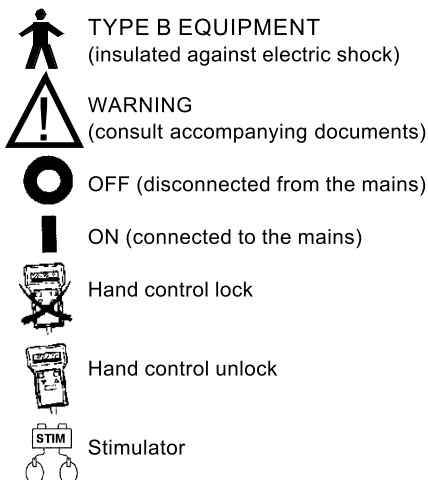 TYPE B EQUIPMENT
(insulated against electric shock)
!
WARNING
(consult accompanying documents)
OFF (disconnected from the mains)
ON (connected to the mains)
Hand control lock
Hand control unlock
STIM
Stimulator